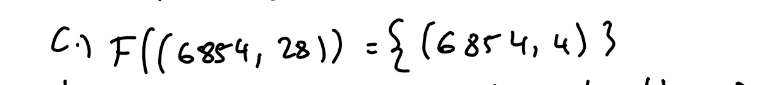 C.) F((6854, 28)) = { (6854, 4) }